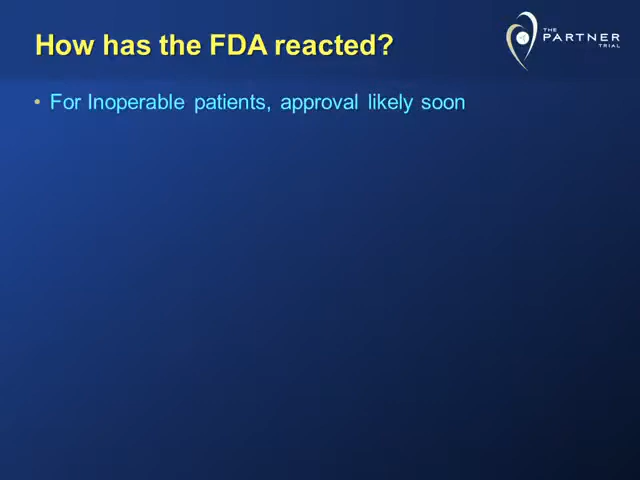 How has the FDA reacted?
THE
PARTNER
TRIAL
• For Inoperable patients, approval likely soon